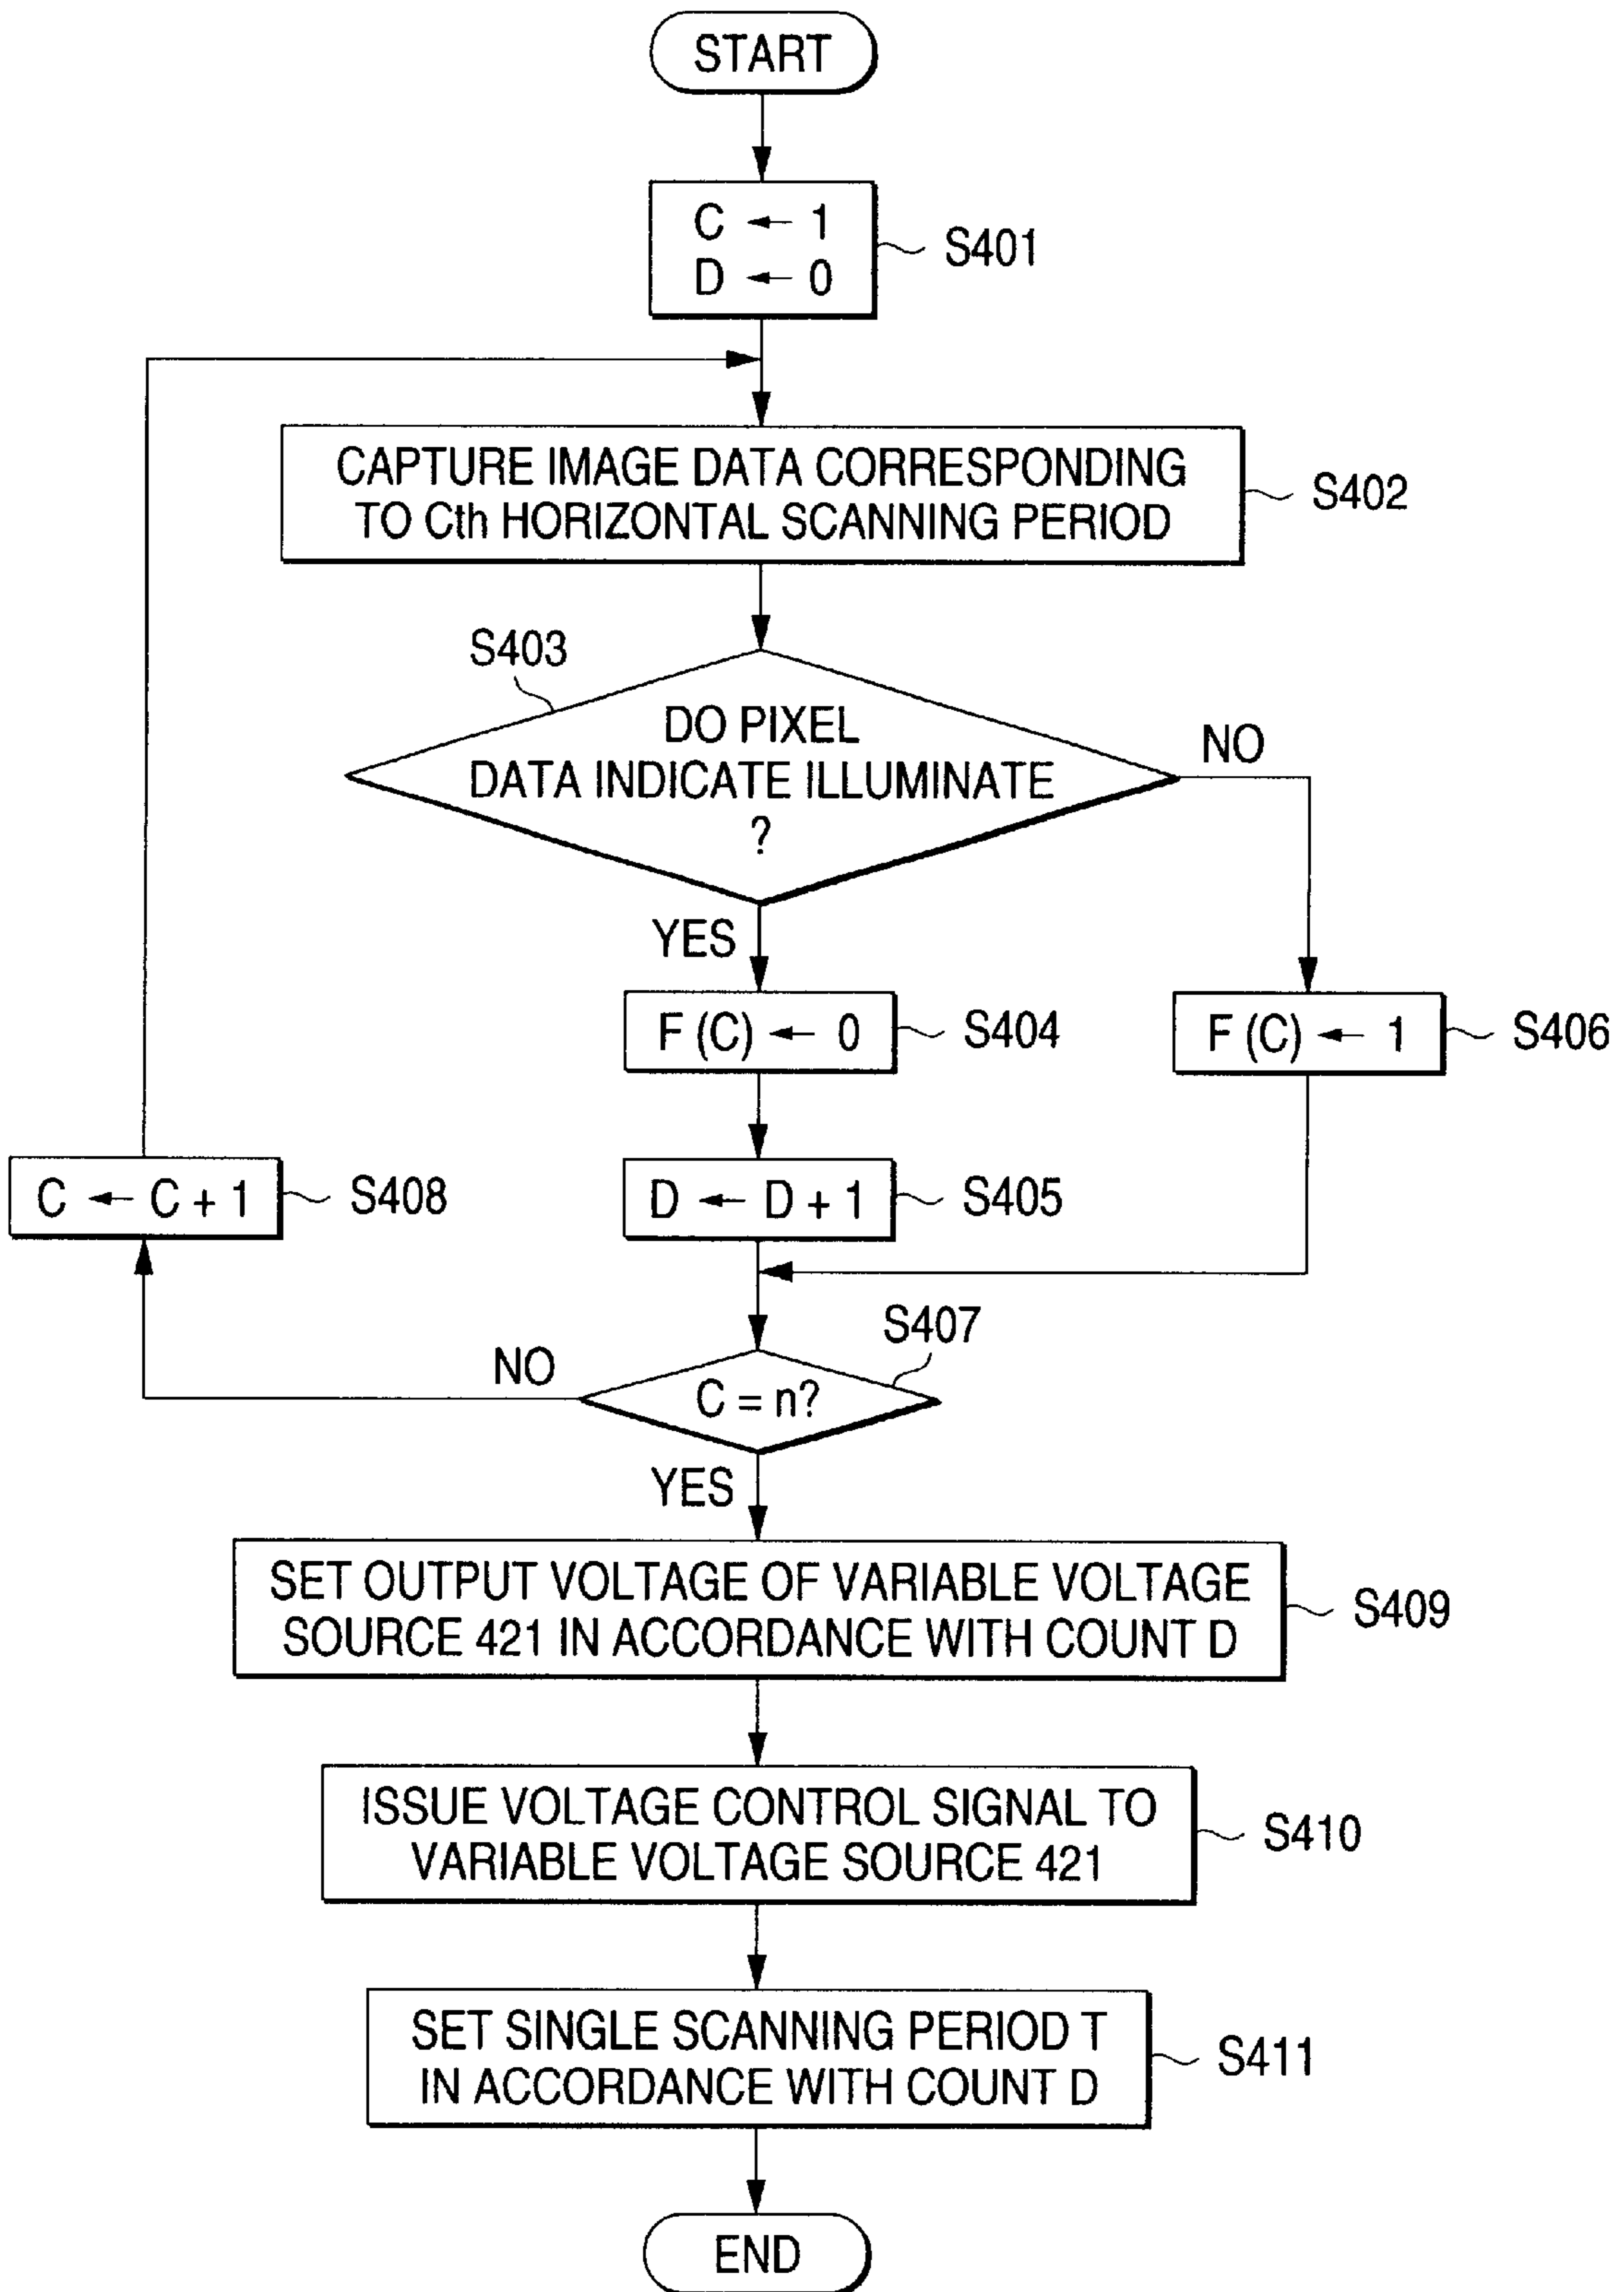 START
C ← 1
D ← 0
S401
CAPTURE IMAGE DATA CORRESPONDING
TO Cth HORIZONTAL SCANNING PERIOD
S402
S403
DO PIXEL
DATA INDICATE ILLUMINATE
?
NO
YES
F (C) ← 0
S404
F (C) ← 1
S406
C ← C + 1
S408
D ← D + 1
S405
S407
NO
C = n?
YES
SET OUTPUT VOLTAGE OF VARIABLE VOLTAGE
SOURCE 421 IN ACCORDANCE WITH COUNT D
S409
ISSUE VOLTAGE CONTROL SIGNAL TO
VARIABLE VOLTAGE SOURCE 421
S410
SET SINGLE SCANNING PERIOD T
IN ACCORDANCE WITH COUNT D
S411
END